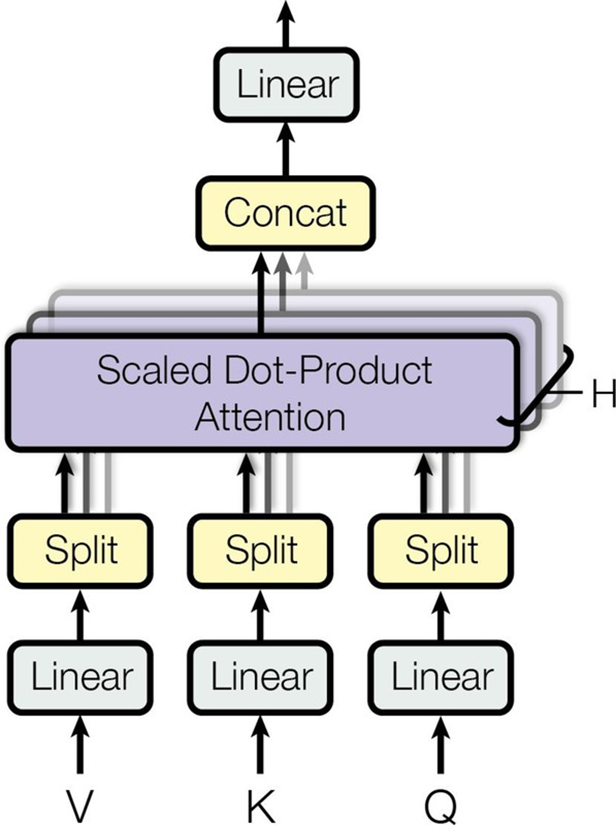 Linear
Concat
Scaled Dot-Product
Attention
H
Split Split Split
Linear Linear Linear
V K Q